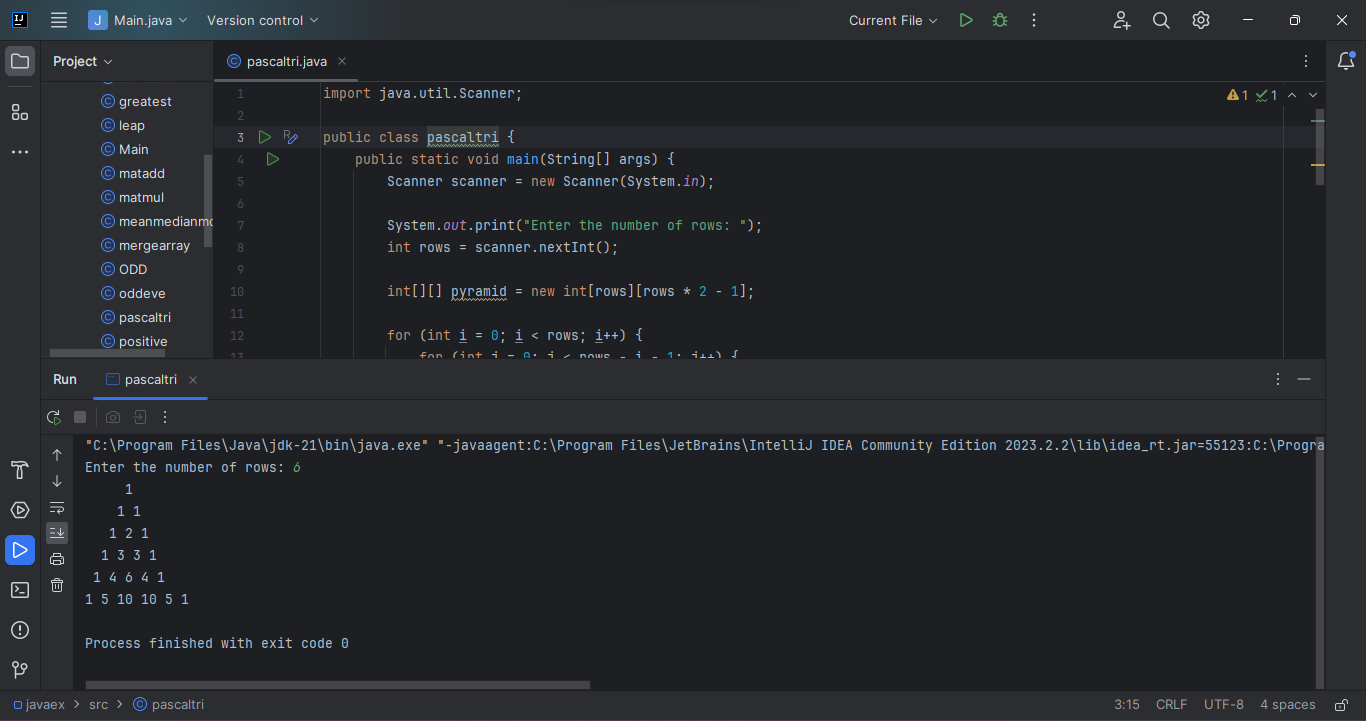 Main.java Version control Current File
Project
pascaltri.java
greatest
leap
Main
matadd
matmul
meanmedianmo
mergearray
ODD
oddeve
pascaltri
positive
1 1
1 import java.util.Scanner;
2
3 public class pascaltri {
4 public static void main(String[] args) {
5 Scanner scanner = new Scanner(System.in);
6
7 System.out.print("Enter the number of rows: ");
8 int rows = scanner.nextInt();
9
10 int[][] pyramid = new int[rows][rows * 2 - 1];
11
12 for (int i = 0; i < rows; i++) {
13 for (int j = 0; j < rows - i - 1; j++) {
Run pascaltri
"C:\Program Files\Java\jdk-21\bin\java.exe" "-javaagent:C:\Program Files\JetBrains\IntelliJ IDEA Community Edition 2023.2.2\lib\idea_rt.jar=55123:C:\Progra
Enter the number of rows: 6
1
1 1
1 2 1
1 3 3 1
1 4 6 4 1
1 5 10 10 5 1
Process finished with exit code 0
javaex src pascaltri
3:15 CRLF UTF-8 4 spaces